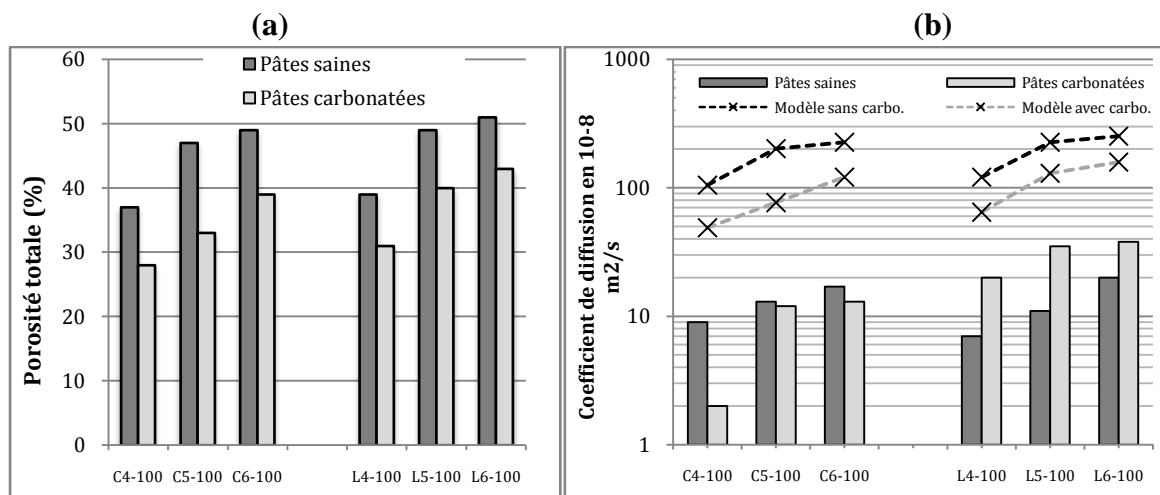 (a)
Porosité totale (%)
60
50
40
30
20
10
0
Pâtes saines
Pâtes carbonatées
C4-100 C5-100 C6-100 L4-100 L5-100 L6-100
(b)
Coefficient de diffusion en 10-8
m2/s
1000
100
10
1
Pâtes saines
Pâtes carbonatées
Modèle sans carbo.
Modèle avec carbo.
C4-100 C5-100 C6-100 L4-100 L5-100 L6-100